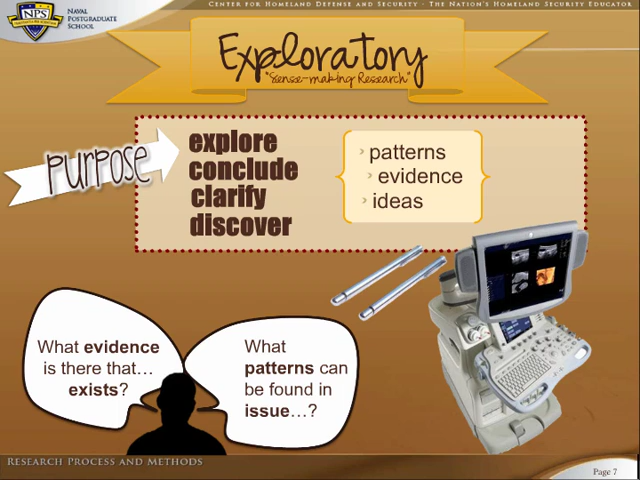 CENTER FOR HOMELAND DEFENSE AND SECURITY · THE NATION'S HOMELAND SECURITY EDUCATOR
NPS
NAVAL
POSTGRADUATE
SCHOOL
Exploratory
"Sense-making Research"
PURPOSE
explore
conclude
clarify
discover
patterns
evidence
ideas
What evidence
is there that…
exists?
What
patterns can
be found in
issue…?
RESEARCH PROCESS AND METHODS
Page 7